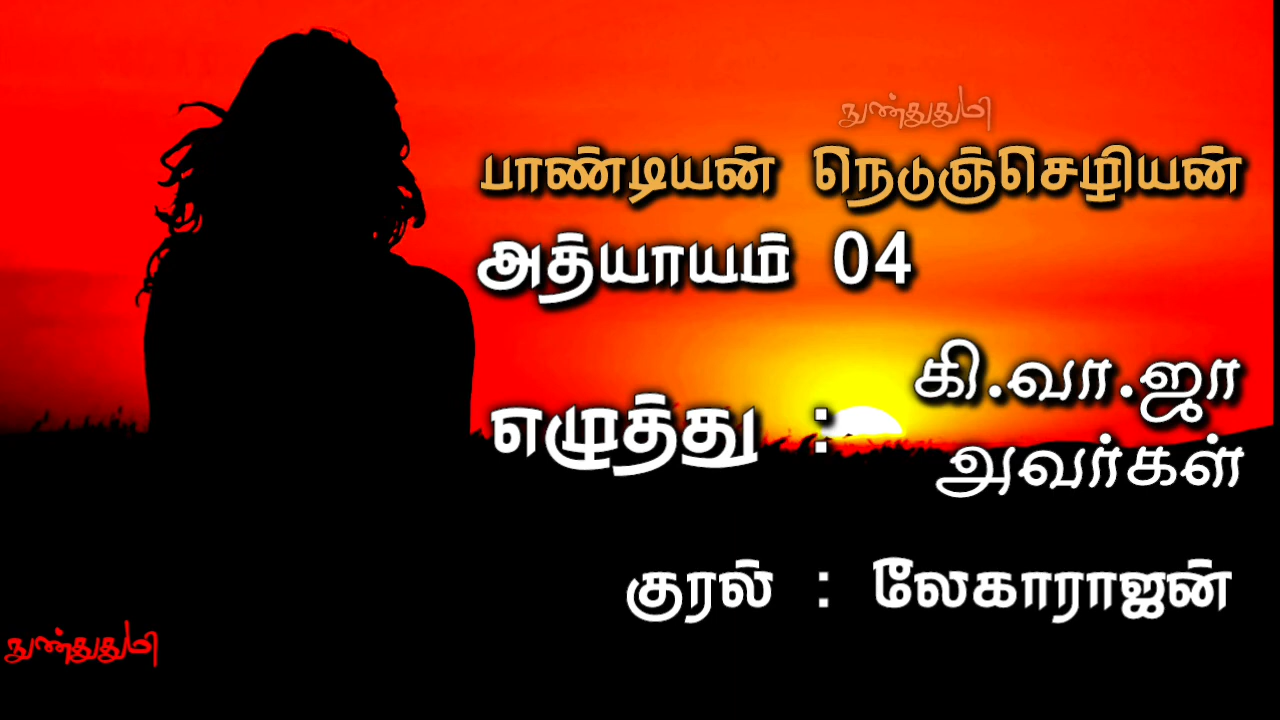 நுண்துதுமி
பாண்டியன் நெடுஞ்செழியன்
அத்யாயம் 04
எழுத்து : கி.வா.ஜா
அவர்கள்
குரல் : லேகாராஜன்
நுண்துதுமி